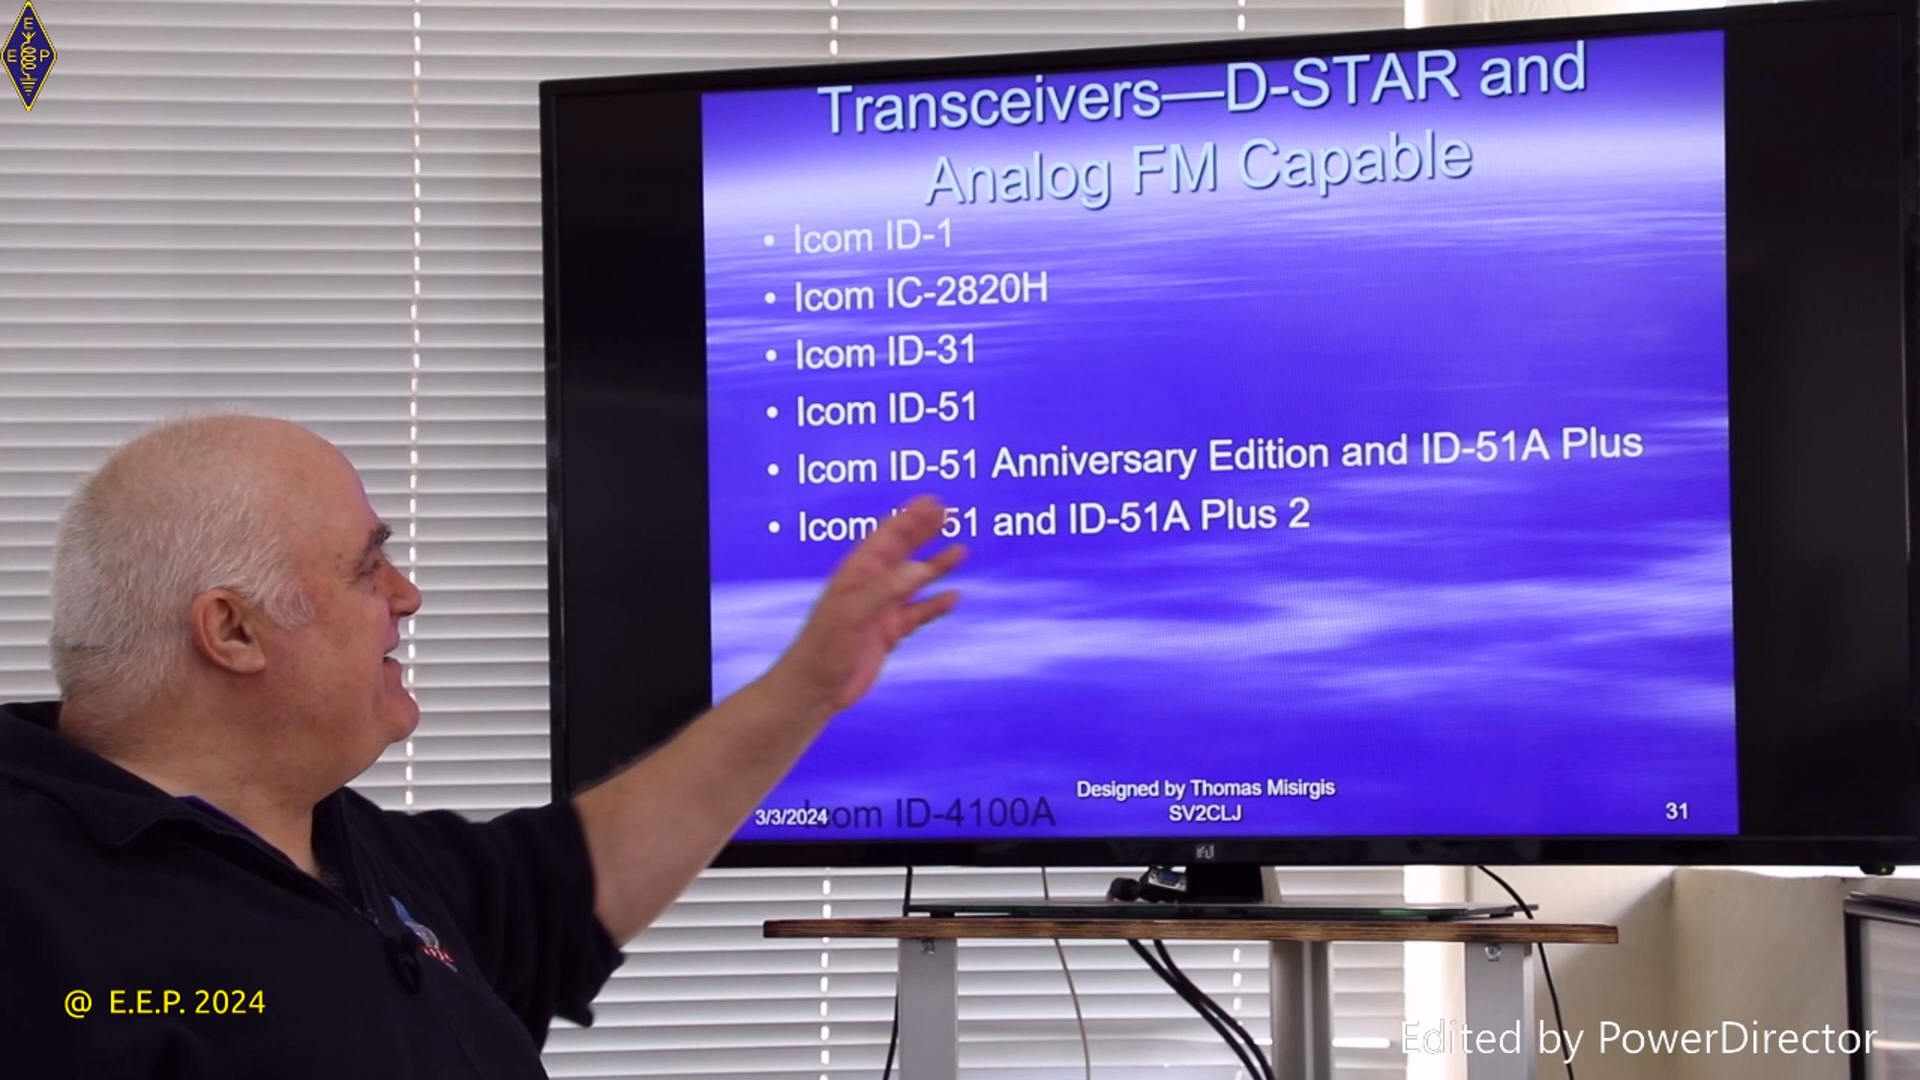 E
E P
Transceivers—D-STAR and
Analog FM Capable
• Icom ID-1
• Icom IC-2820H
• Icom ID-31
• Icom ID-51
• Icom ID-51 Anniversary Edition and ID-51A Plus
• Icom 51 and ID-51A Plus 2
Icom ID-4100A
3/3/2024
Designed by Thomas Misirgis
SV2CLJ
31
@ E.E.P. 2024
Edited by PowerDirector